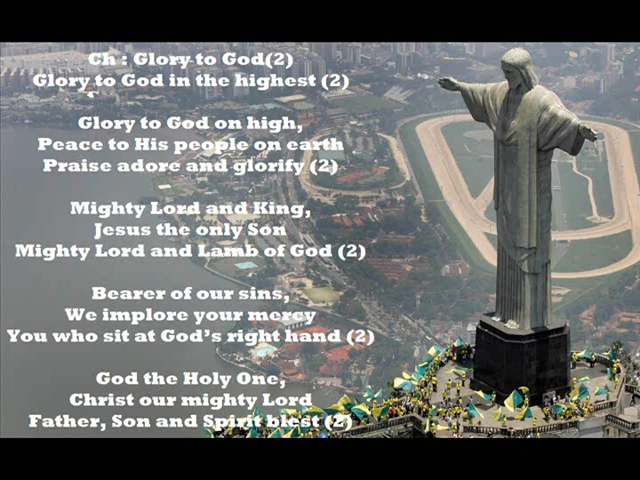 Ch : Glory to God(2)
Glory to God in the highest (2)
Glory to God on high,
Peace to His people on earth
Praise adore and glorify (2)
Mighty Lord and King,
Jesus the only Son
Mighty Lord and Lamb of God (2)
Bearer of our sins,
We implore your mercy
You who sit at God's right hand (2)
God the Holy One,
Christ our mighty Lord
Father, Son and Spirit blest (2)